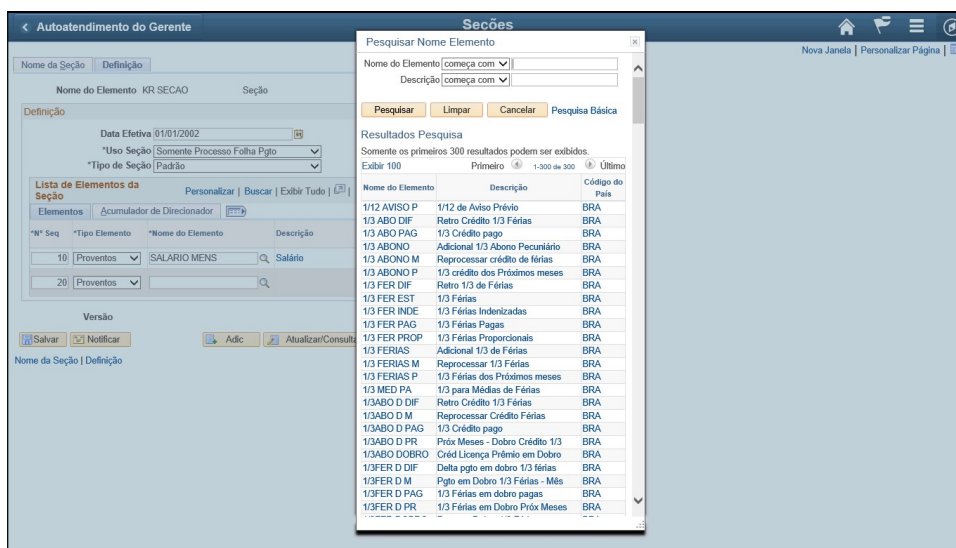 Autoatendimento do Gerente
Seções
Nova Janela | Personalizar Página |
Nome da Seção Definição
Nome do Elemento KR SECAO Seção
Definição
Data Efetiva 01/01/2002
*Uso Seção Somente Processo Folha Pgto
*Tipo de Seção Padrão
Lista de Elementos da Seção
Personalizar | Buscar | Exibir Tudo |
Elementos Acumulador de Direcionador
*Nº Seq *Tipo Elemento *Nome do Elemento Descrição
10 Proventos SALARIO MENS Salário
20 Proventos
Versão
Salvar Notificar Adic Atualizar/Consulta
Nome da Seção | Definição
Pesquisar Nome Elemento
Nome do Elemento começa com
Descrição começa com
Pesquisar Limpar Cancelar Pesquisa Básica
Resultados Pesquisa
Somente os primeiros 300 resultados podem ser exibidos.
Exibir 100 Primeiro 1-300 de 300 Último
Nome do Elemento Descrição Código do País
1/12 AVISO P 1/12 de Aviso Prévio BRA
1/3 ABO DIF Retro Crédito 1/3 Férias BRA
1/3 ABO PAG 1/3 Crédito pago BRA
1/3 ABONO Adicional 1/3 Abono Pecuniário BRA
1/3 ABONO M Reprocessar crédito de férias BRA
1/3 ABONO P 1/3 crédito dos Próximos meses BRA
1/3 FER DIF Retro 1/3 de Férias BRA
1/3 FER EST 1/3 Férias BRA
1/3 FER INDE 1/3 Férias Indenizadas BRA
1/3 FER PAG 1/3 Férias Pagas BRA
1/3 FER PROP 1/3 Férias Proporcionais BRA
1/3 FERIAS Adicional 1/3 de Férias BRA
1/3 FERIAS M Reprocessar 1/3 Férias BRA
1/3 FERIAS P 1/3 Férias dos Próximos meses BRA
1/3 MED PA 1/3 para Médias de Férias BRA
1/3ABO D DIF Retro Crédito 1/3 Férias BRA
1/3ABO D M Reprocessar Crédito Férias BRA
1/3ABO D PAG 1/3 Crédito pago BRA
1/3ABO D PR Próx Meses - Dobro Crédito 1/3 BRA
1/3ABO DOBRO Créd Licença Prêmio em Dobro BRA
1/3FER D DIF Delta pgto em dobro 1/3 férias BRA
1/3FER D M Pgto em Dobro 1/3 Férias - Mês BRA
1/3FER D PAG 1/3 Férias em dobro pagas BRA
1/3FER D PR 1/3 Férias em Dobro Próx Meses BRA